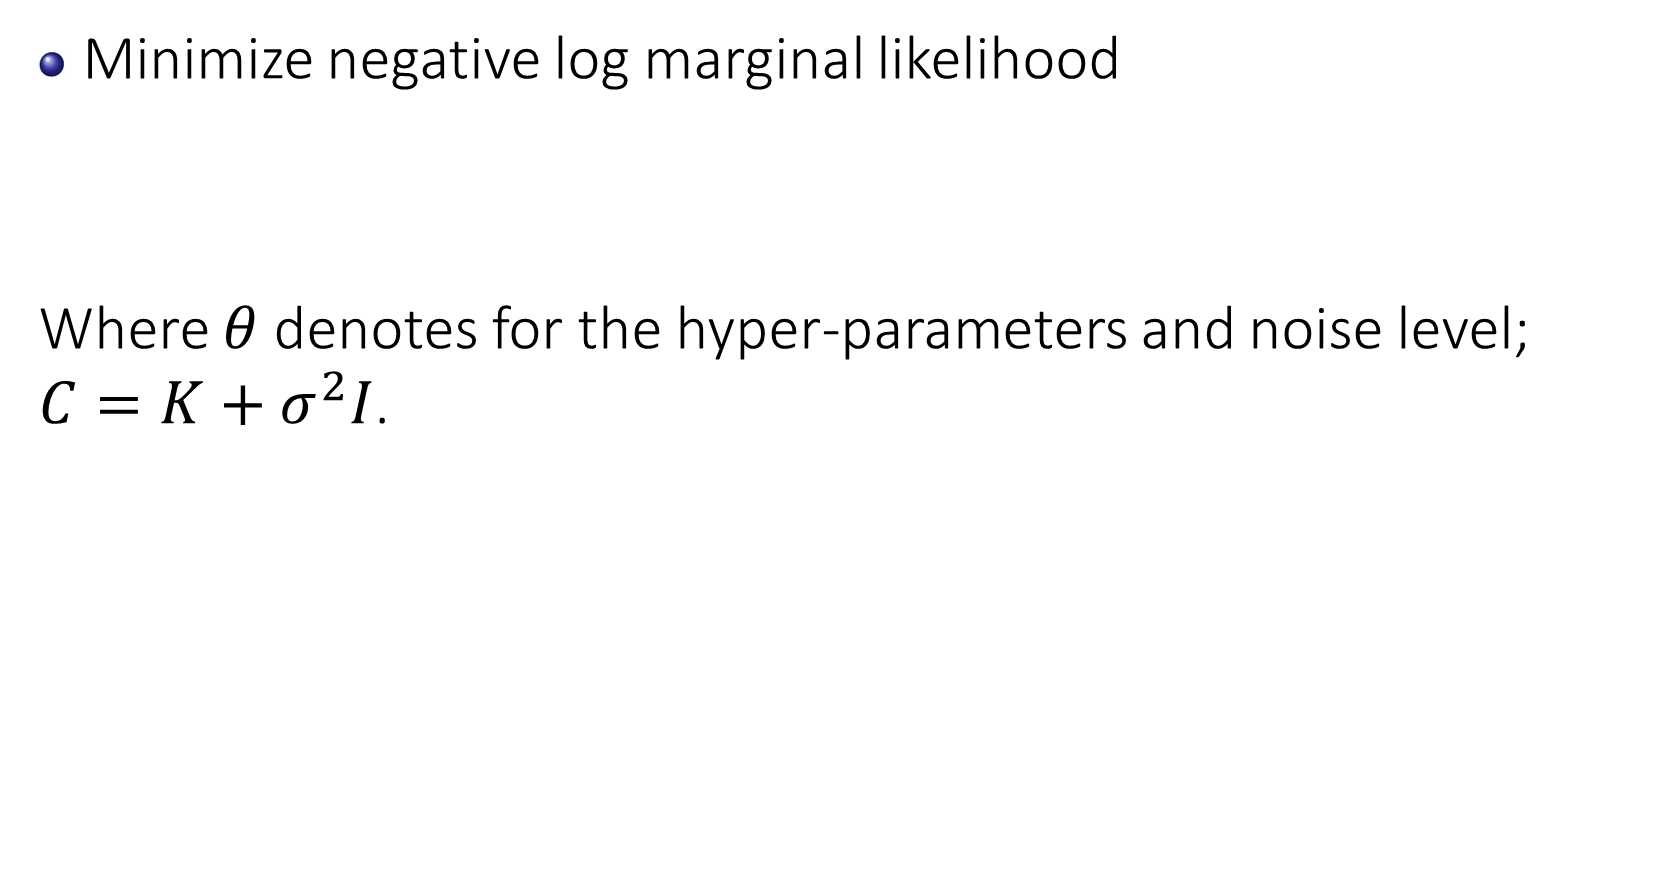 Minimize negative log marginal likelihood
Where θ denotes for the hyper-parameters and noise level;
C = K + σ²I.